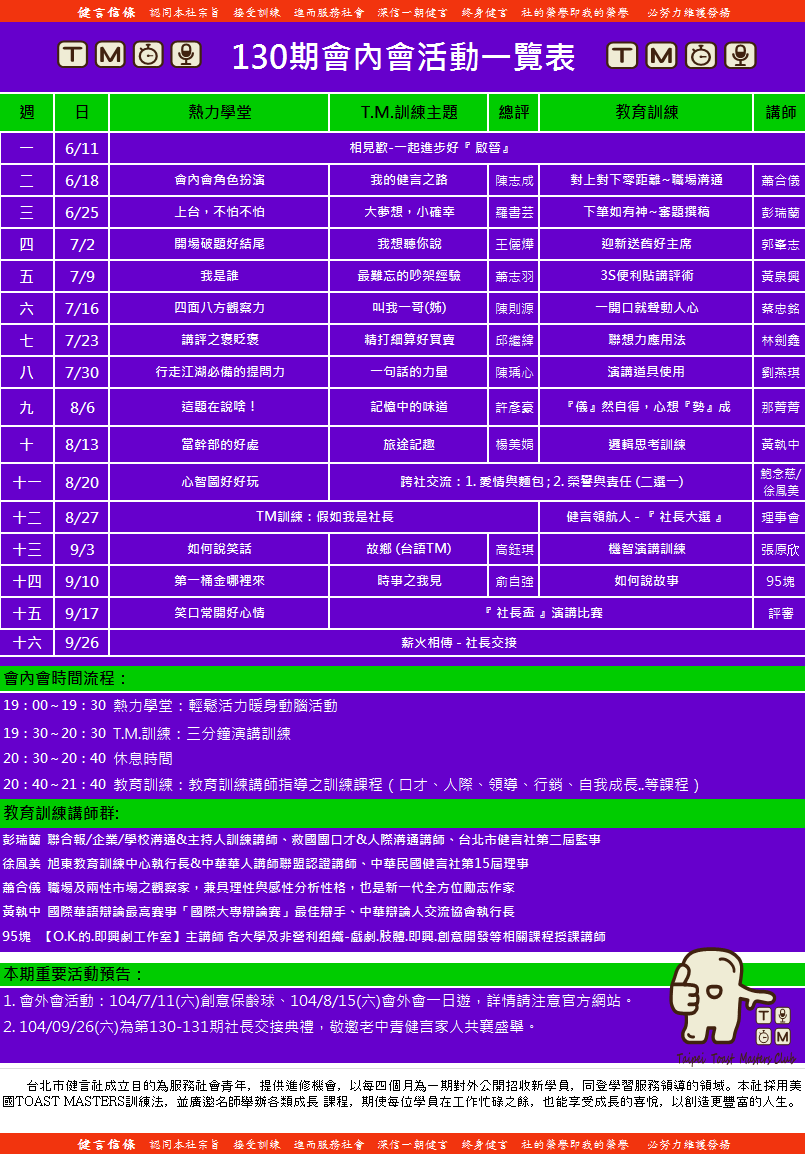 健言信條 認同本社宗旨 接受訓練 進而服務社會 深信一朝健言 終身健言 社的榮譽即我的榮譽 必努力維護發揚
TM 130期會內會活動一覽表 TM
週 日 熱力學堂 T.M.訓練主題 總評 教育訓練 講師
一 6/11 相見歡-一起進步好『 啟晉』
二 6/18 會內會角色扮演 我的健言之路 陳志成 對上對下零距離~職場溝通 蕭合儀
三 6/25 上台，不怕不怕 大夢想，小確幸 羅書芸 下筆如有神~審題撰稿 彭瑞蘭
四 7/2 開場破題好結尾 我想聽你說 王儷燁 迎新送舊好主席 郭峯志
五 7/9 我是誰 最難忘的吵架經驗 蕭志羽 3S便利貼講評術 黃泉興
六 7/16 四面八方觀察力 叫我一哥(姊) 陳則源 一開口就聲動人心 蔡忠銘
七 7/23 講評之褒貶褒 精打細算好買賣 邱繼緯 聯想力應用法 林劍鑫
八 7/30 行走江湖必備的提問力 一句話的力量 陳瑀心 演講道具使用 劉燕琪
九 8/6 這題在說啥！ 記憶中的味道 許彥豪 『儀』然自得，心想『勢』成 那菁菁
十 8/13 當幹部的好處 旅途記趣 楊美娟 邏輯思考訓練 黃執中
十一 8/20 心智圖好好玩 跨社交流：1. 愛情與麵包 ; 2. 榮譽與責任 (二選一) 鮑念慈/
徐鳳美
十二 8/27 TM訓練：假如我是社長 健言領航人 - 『 社長大選 』 理事會
十三 9/3 如何說笑話 故鄉 (台語TM) 高鈺琪 機智演講訓練 張原欣
十四 9/10 第一桶金哪裡來 時事之我見 俞自強 如何說故事 95塊
十五 9/17 笑口常開好心情 『 社長盃 』演講比賽 評審
十六 9/26 薪火相傳 - 社長交接
會內會時間流程：
19：00～19：30 熱力學堂：輕鬆活力暖身動腦活動
19：30～20：30 T.M.訓練：三分鐘演講訓練
20：30～20：40 休息時間
20：40～21：40 教育訓練：教育訓練講師指導之訓練課程（口才、人際、領導、行銷、自我成長..等課程）
教育訓練講師群:
彭瑞蘭 聯合報/企業/學校溝通&主持人訓練講師、救國團口才&人際溝通講師、台北市健言社第二屆監事
徐鳳美 旭東教育訓練中心執行長&中華華人講師聯盟認證講師、中華民國健言社第15屆理事
蕭合儀 職場及兩性市場之觀察家，兼具理性與感性分析性格，也是新一代全方位勵志作家
黃執中 國際華語辯論最高賽事「國際大專辯論賽」最佳辯手、中華辯論人交流協會執行長
95塊 【O.K.的.即興劇工作室】主講師 各大學及非營利組織-戲劇.肢體.即興.創意開發等相關課程授課講師
本期重要活動預告：
1. 會外會活動：104/7/11(六)創意保齡球、104/8/15(六)會外會一日遊，詳情請注意官方網站。
2. 104/09/26(六)為第130-131期社長交接典禮，敬邀老中青健言家人共襄盛舉。
TM
Taipei Toast Masters Club
台北市健言社成立目的為服務社會青年，提供進修機會，以每四個月為一期對外公開招收新學員，同登學習服務領導的領域。本社採用美
國TOAST MASTERS訓練法，並廣邀名師舉辦各類成長 課程，期使每位學員在工作忙碌之餘，也能享受成長的喜悅，以創造更豐富的人生。
健言信條 認同本社宗旨 接受訓練 進而服務社會 深信一朝健言 終身健言 社的榮譽即我的榮譽 必努力維護發揚